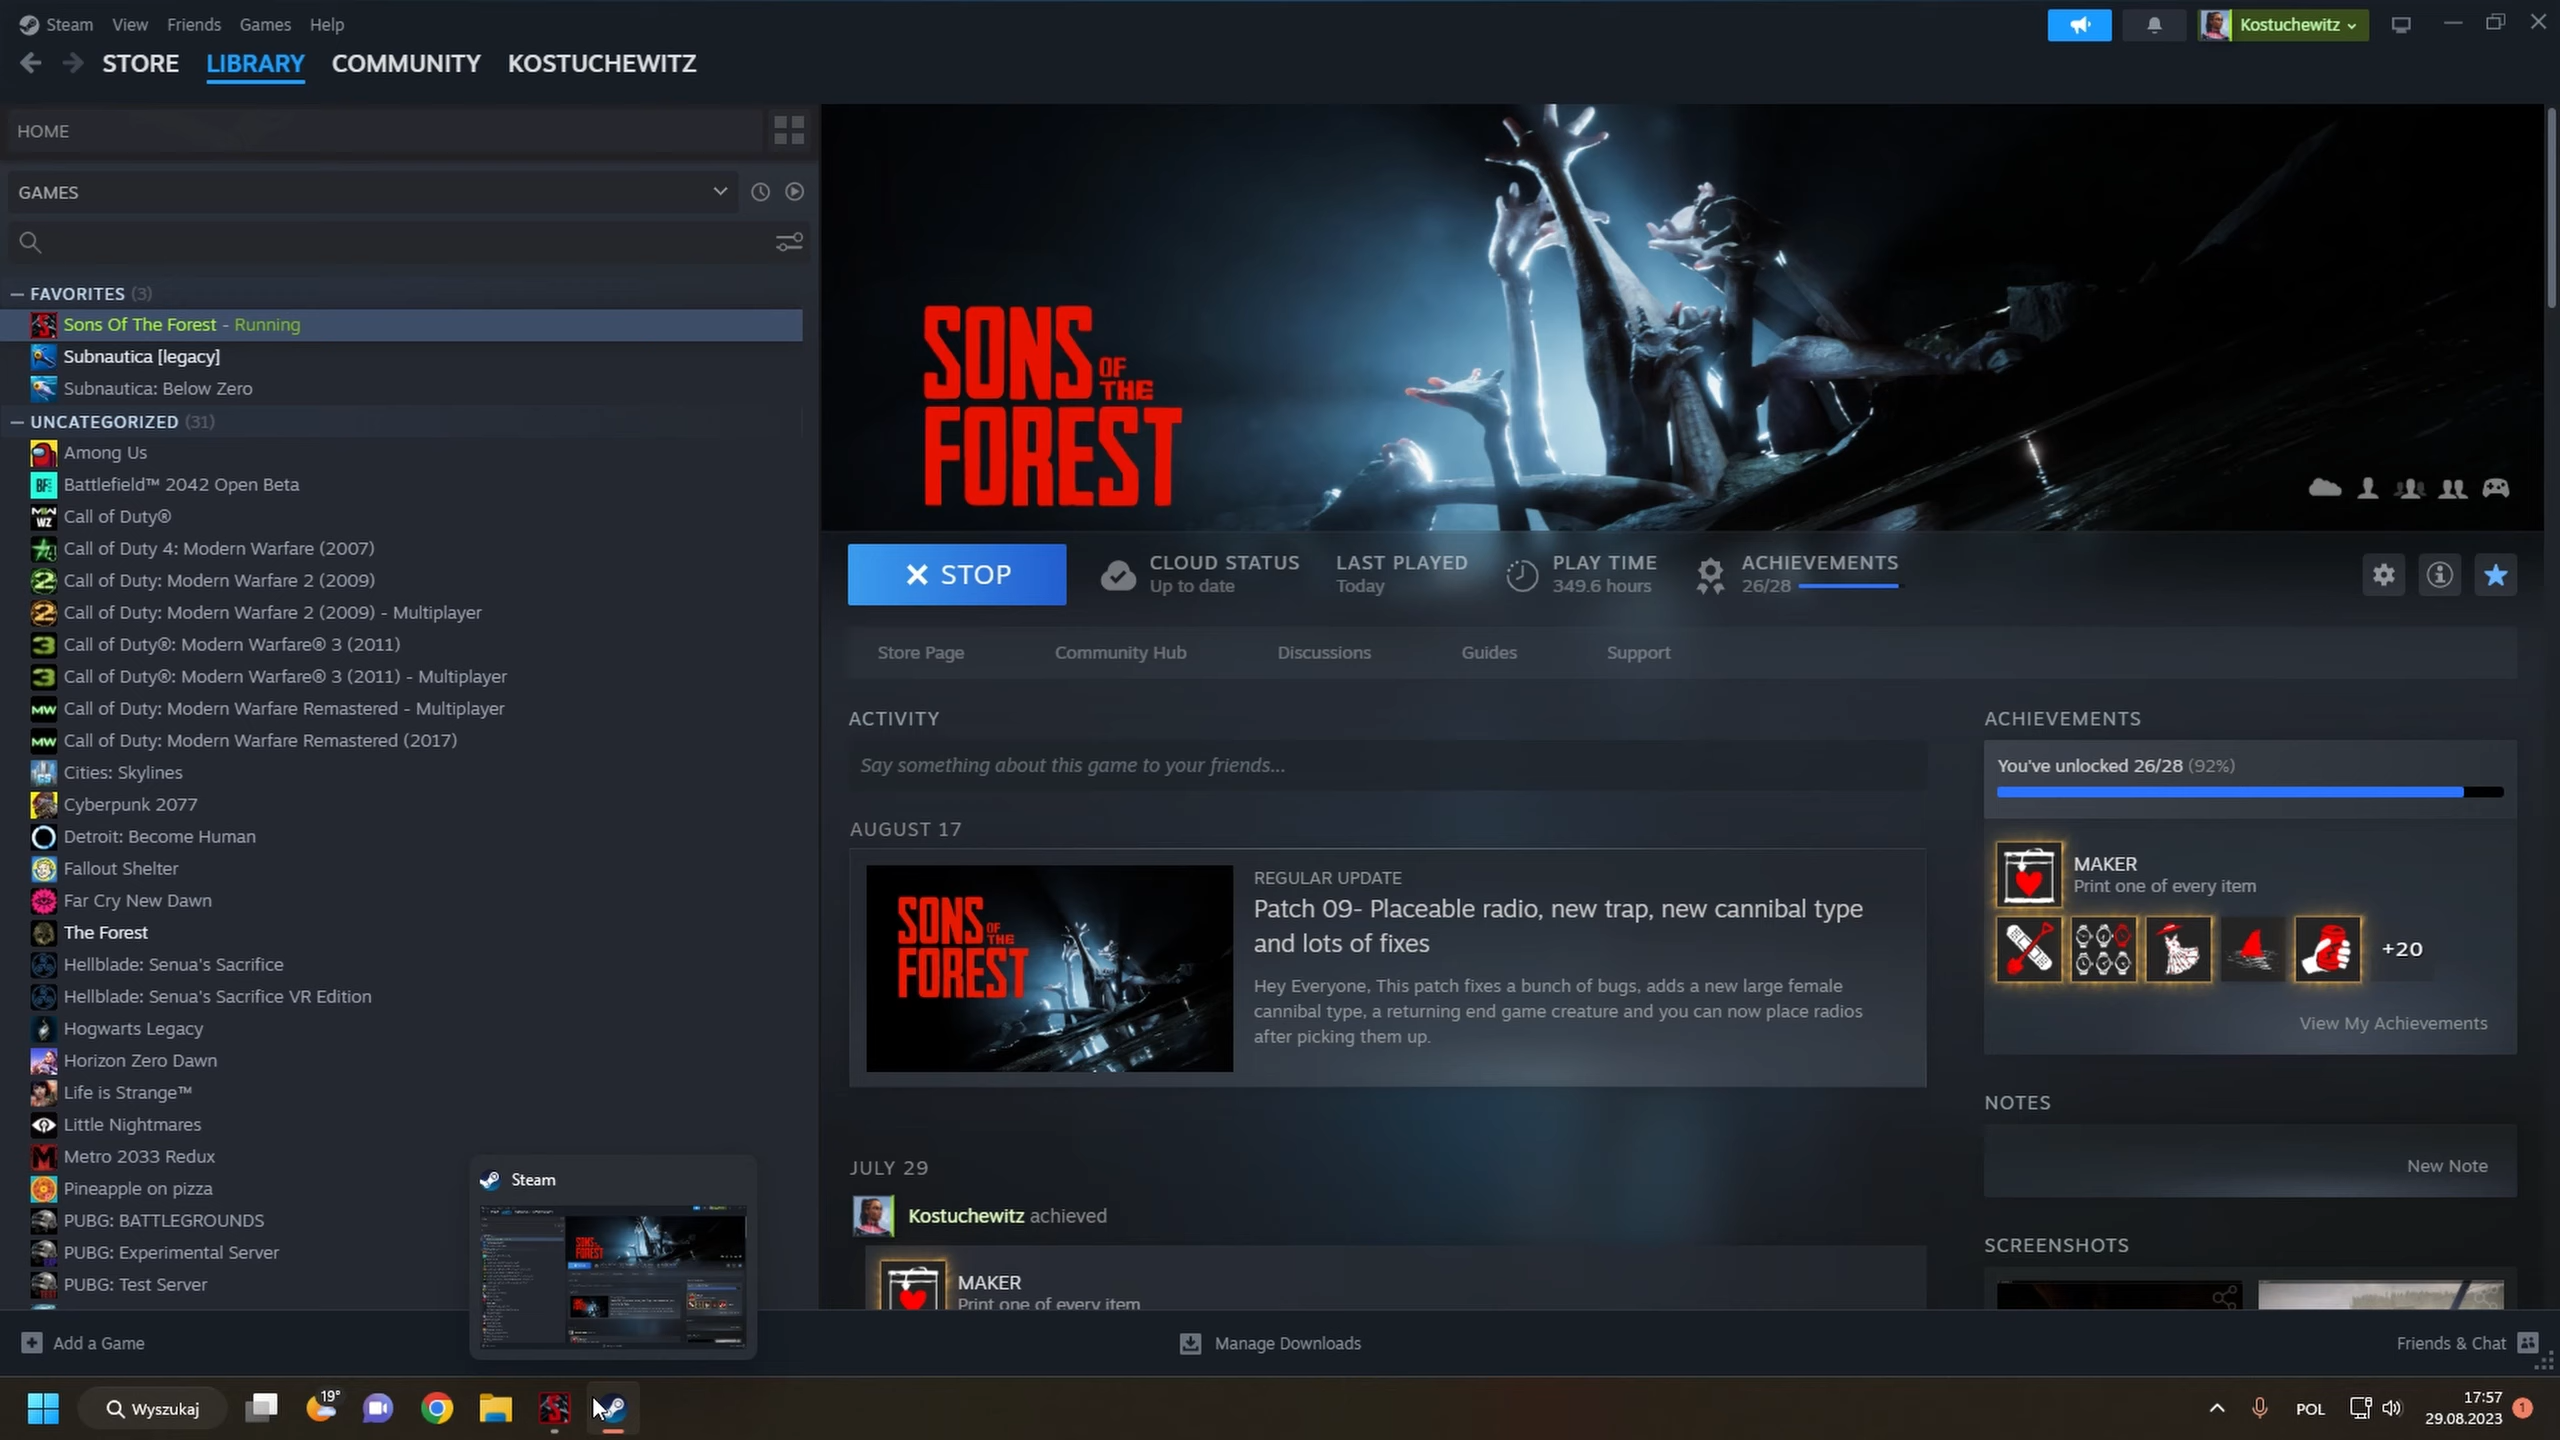 Steam View Friends Games Help
Kostuchewitz
STORE LIBRARY COMMUNITY KOSTUCHEWITZ
HOME
GAMES
— FAVORITES (3)
Sons Of The Forest - Running
Subnautica [legacy]
Subnautica: Below Zero
— UNCATEGORIZED (31)
Among Us
Battlefield™ 2042 Open Beta
Call of Duty®
Call of Duty 4: Modern Warfare (2007)
Call of Duty: Modern Warfare 2 (2009)
Call of Duty: Modern Warfare 2 (2009) - Multiplayer
Call of Duty®: Modern Warfare® 3 (2011)
Call of Duty®: Modern Warfare® 3 (2011) - Multiplayer
Call of Duty: Modern Warfare Remastered - Multiplayer
Call of Duty: Modern Warfare Remastered (2017)
Cities: Skylines
Cyberpunk 2077
Detroit: Become Human
Fallout Shelter
Far Cry New Dawn
The Forest
Hellblade: Senua's Sacrifice
Hellblade: Senua's Sacrifice VR Edition
Hogwarts Legacy
Horizon Zero Dawn
Life is Strange™
Little Nightmares
Metro 2033 Redux
Pineapple on pizza
PUBG: BATTLEGROUNDS
PUBG: Experimental Server
PUBG: Test Server
Steam
SONS
OF
THE
FOREST
STOP
CLOUD STATUS
Up to date
LAST PLAYED
Today
PLAY TIME
349.6 hours
ACHIEVEMENTS
26/28
Store Page Community Hub Discussions Guides Support
ACTIVITY
Say something about this game to your friends...
AUGUST 17
SONS
OF
THE
FOREST
REGULAR UPDATE
Patch 09- Placeable radio, new trap, new cannibal type
and lots of fixes
Hey Everyone, This patch fixes a bunch of bugs, adds a new large female
cannibal type, a returning end game creature and you can now place radios
after picking them up.
JULY 29
Kostuchewitz achieved
MAKER
Print one of every item
ACHIEVEMENTS
You've unlocked 26/28 (92%)
MAKER
Print one of every item
+20
View My Achievements
NOTES
New Note
SCREENSHOTS
Add a Game
Manage Downloads
Friends & Chat
Wyszukaj
19°
POL
17:57
29.08.2023
1